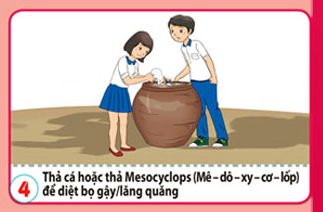 4
Thả cá hoặc thả Mesocyclops (Mê – dô – xy – cơ – lốp)
để diệt bọ gậy/lăng quăng